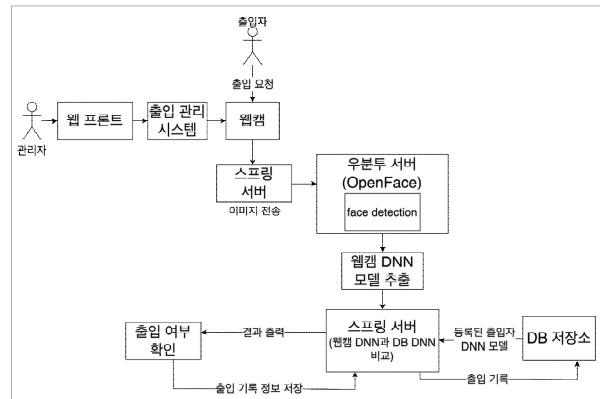 출입자
출입 요청
관리자
웹 프론트
출입 관리
시스템
웹캠
스프링
서버
이미지 전송
우분투 서버
(OpenFace)
face detection
웹캠 DNN
모델 추출
출입 여부
확인
결과 출력
스프링 서버
(웹캠 DNN과 DB DNN
비교)
등록된 출입자
DNN 모델
DB 저장소
출입 기록 정보 저장
출입 기록